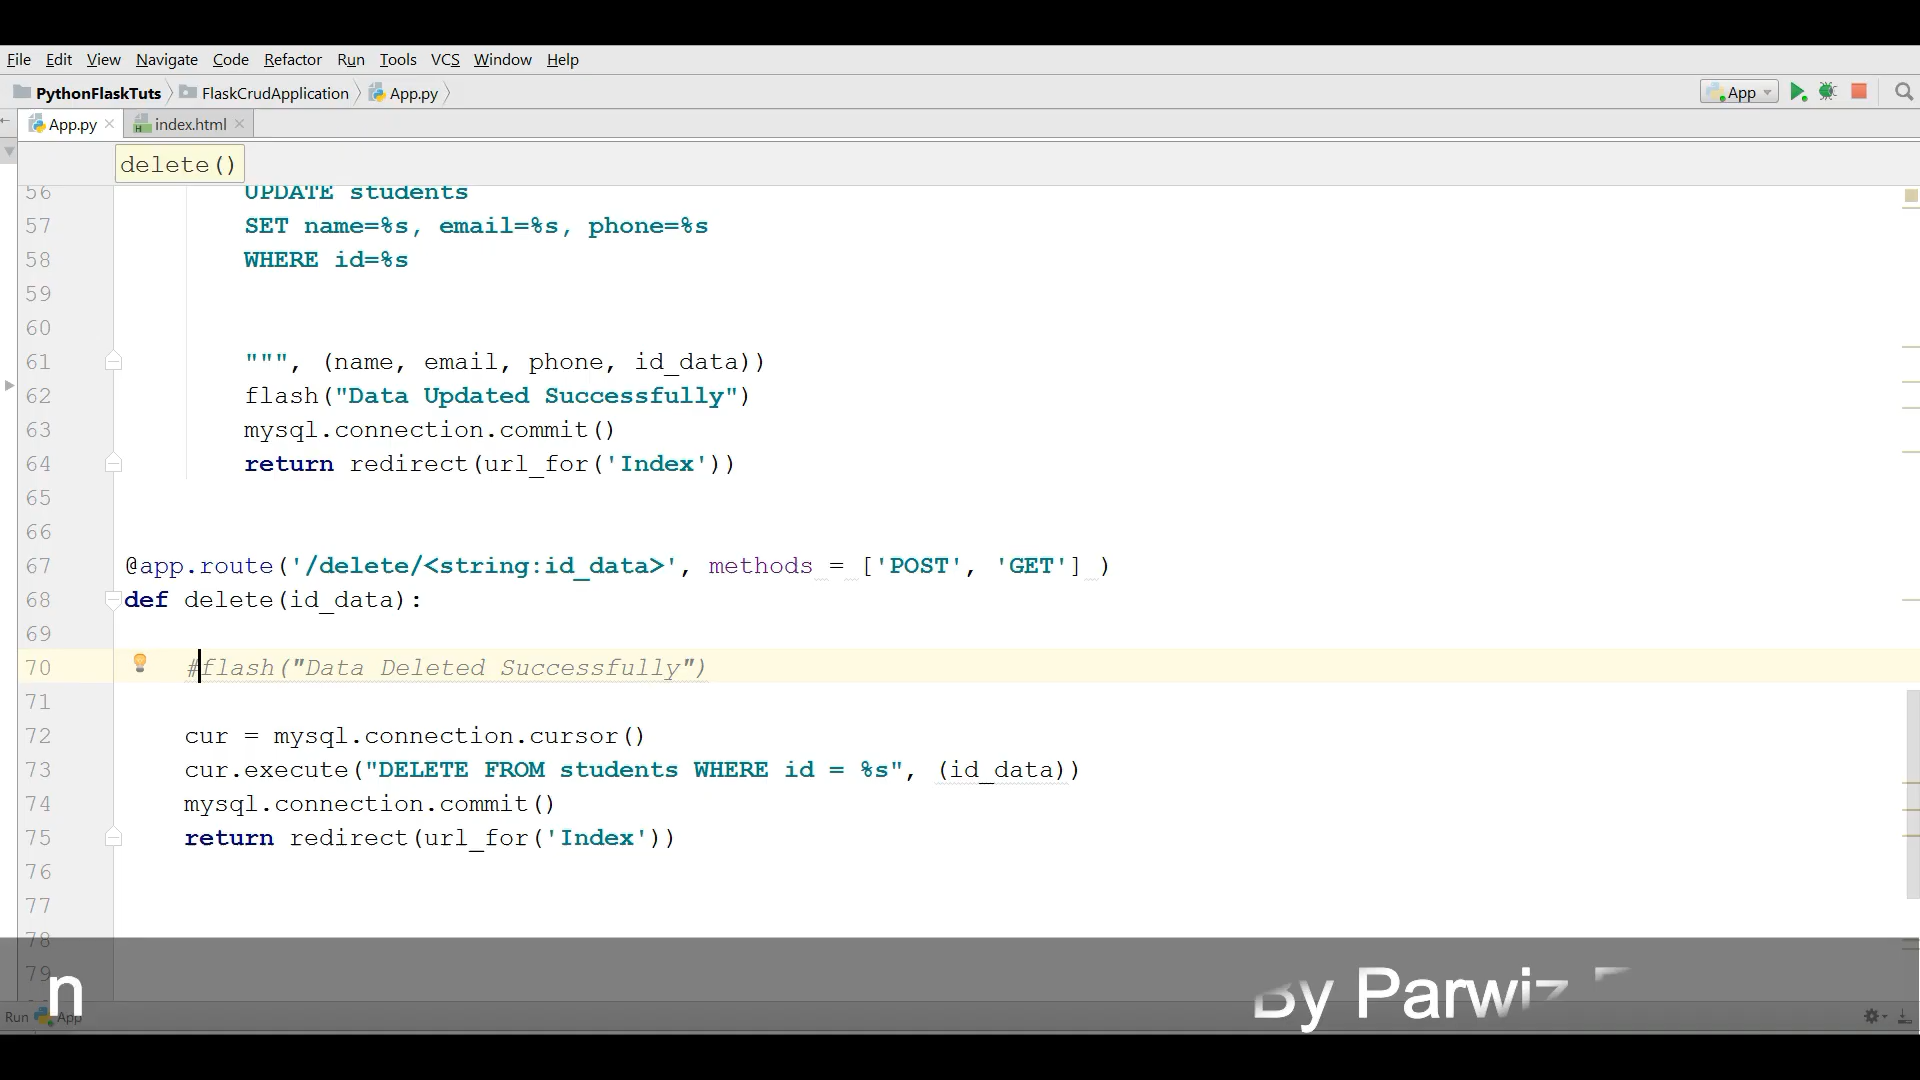 File Edit View Navigate Code Refactor Run Tools VCS Window Help
PythonFlaskTuts FlaskCrudApplication App.py App
App.py index.html
delete()
56 UPDATE students
57 SET name=%s, email=%s, phone=%s
58 WHERE id=%s
59
60
61 """, (name, email, phone, id_data))
62 flash("Data Updated Successfully")
63 mysql.connection.commit()
64 return redirect(url_for('Index'))
65
66
67 @app.route('/delete/<string:id_data>', methods = ['POST', 'GET'] )
68 def delete(id_data):
69
70 #flash("Data Deleted Successfully")
71
72 cur = mysql.connection.cursor()
73 cur.execute("DELETE FROM students WHERE id = %s", (id_data))
74 mysql.connection.commit()
75 return redirect(url_for('Index'))
76
77
78
79
n By Parwiz
Run App